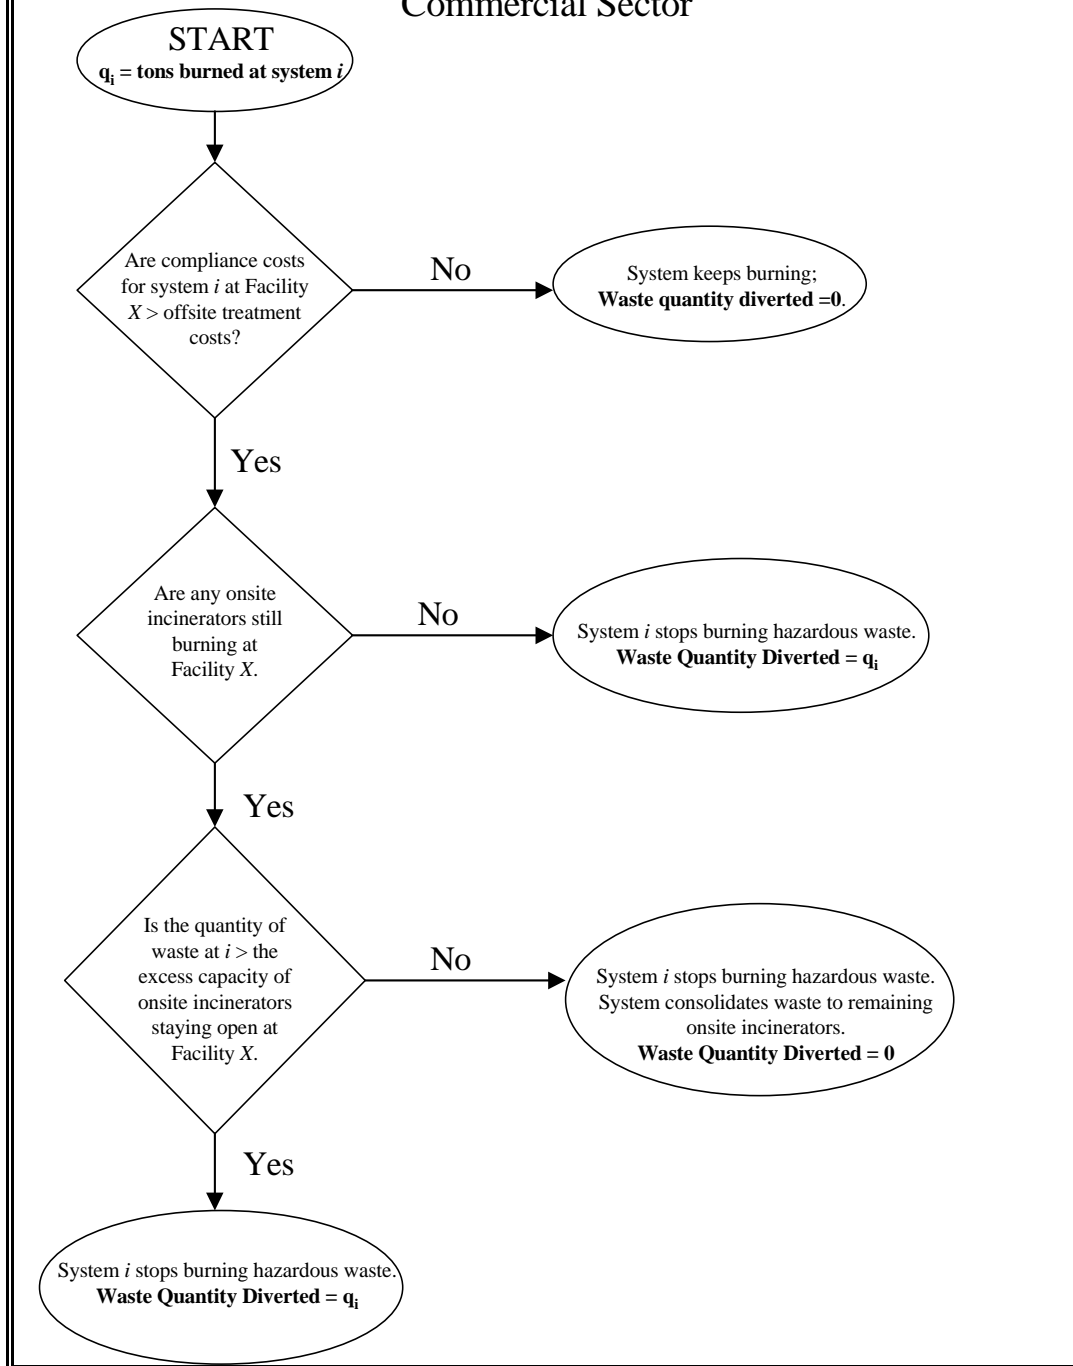 Commercial Sector
START
qi = tons burned at system i
Are compliance costs
for system i at Facility
X > offsite treatment
costs?
No
System keeps burning;
Waste quantity diverted =0.
Yes
Are any onsite
incinerators still
burning at
Facility X.
No
System i stops burning hazardous waste.
Waste Quantity Diverted = qi
Yes
Is the quantity of
waste at i > the
excess capacity of
onsite incinerators
staying open at
Facility X.
No
System i stops burning hazardous waste.
System consolidates waste to remaining
onsite incinerators.
Waste Quantity Diverted = 0
Yes
System i stops burning hazardous waste.
Waste Quantity Diverted = qi